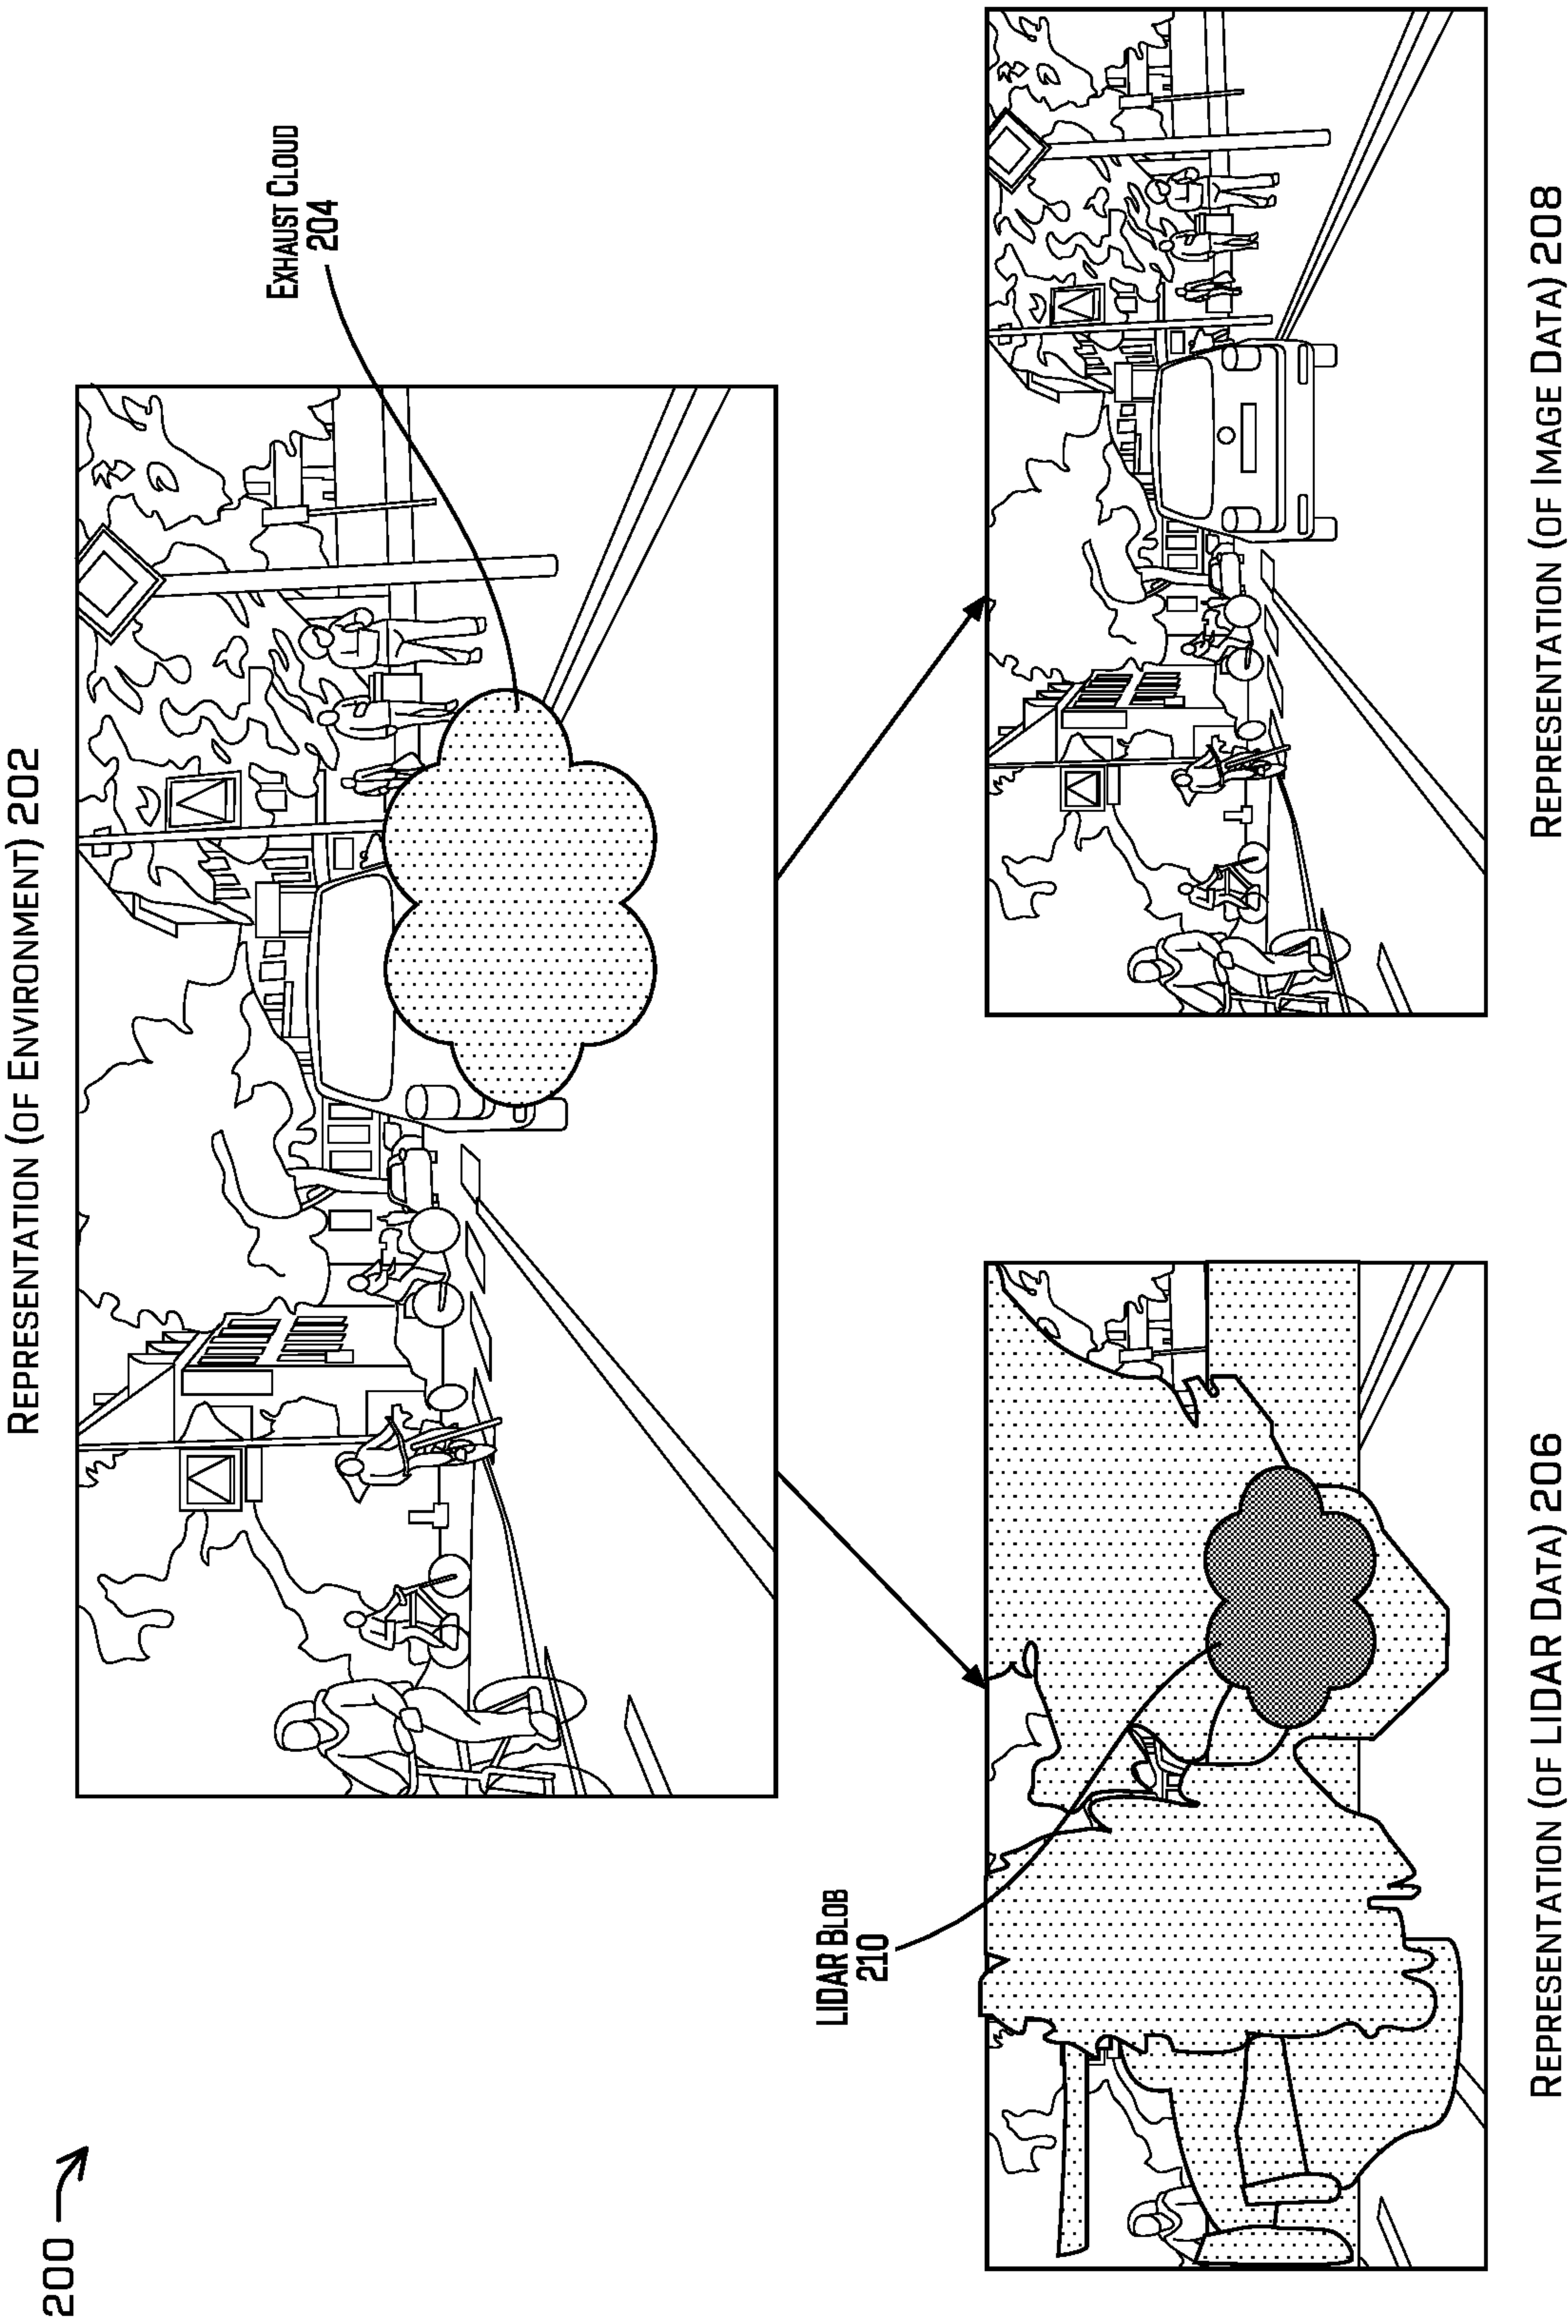 200
REPRESENTATION (OF ENVIRONMENT) 202
EXHAUST CLOUD
204
LIDAR BLOB
210
REPRESENTATION (OF LIDAR DATA) 206
REPRESENTATION (OF IMAGE DATA) 208